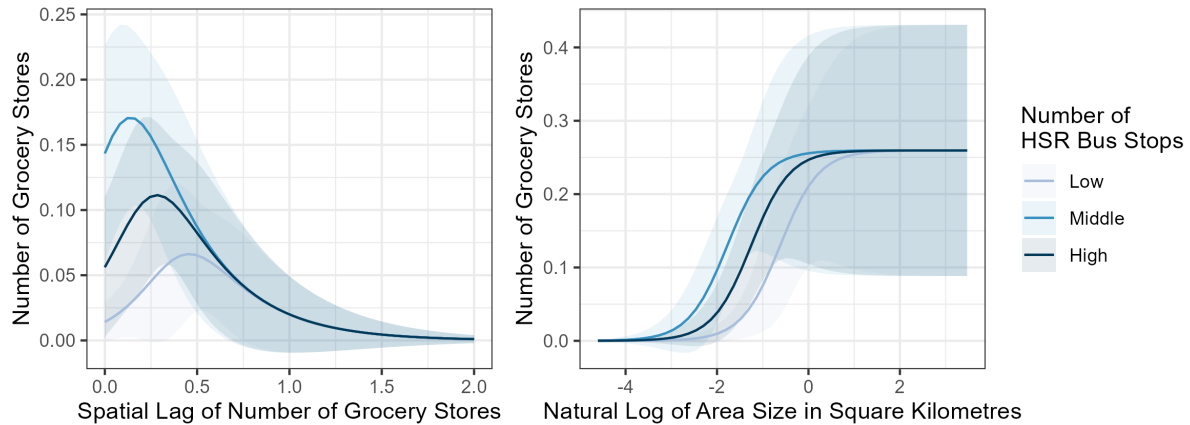 0.25
0.20
0.15
0.10
0.05
0.00
Number of Grocery Stores
0.0 0.5 1.0 1.5 2.0
Spatial Lag of Number of Grocery Stores
0.4
0.3
0.2
0.1
0.0
Number of Grocery Stores
-4 -2 0 2
Natural Log of Area Size in Square Kilometres
Number of
HSR Bus Stops
Low
Middle
High